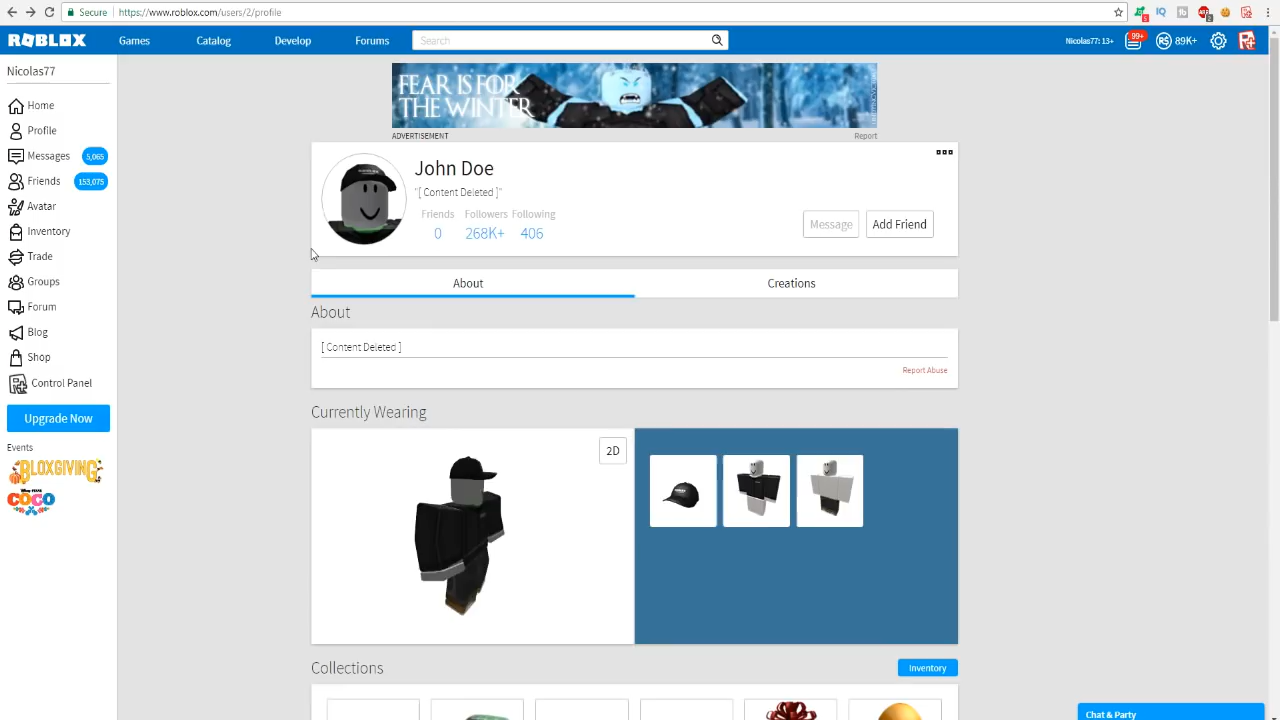 Secure
https://www.roblox.com/users/2/profile
ROBLOX
Games
Catalog
Develop
Forums
Search
Nicolas77: 13+
99+
89K+
Nicolas77
Home
Profile
Messages 5,065
Friends 153,075
Avatar
Inventory
Trade
Groups
Forum
Blog
Shop
Control Panel
Upgrade Now
Events
BLOXGIVING
COCO
FEAR IS FOR
THE WINTER
ADVERTISEMENT
Report
John Doe
"[ Content Deleted ]"
Friends Followers Following
0 268K+ 406
Message
Add Friend
About
Creations
About
[ Content Deleted ]
Report Abuse
Currently Wearing
2D
Collections
Inventory
Chat & Party